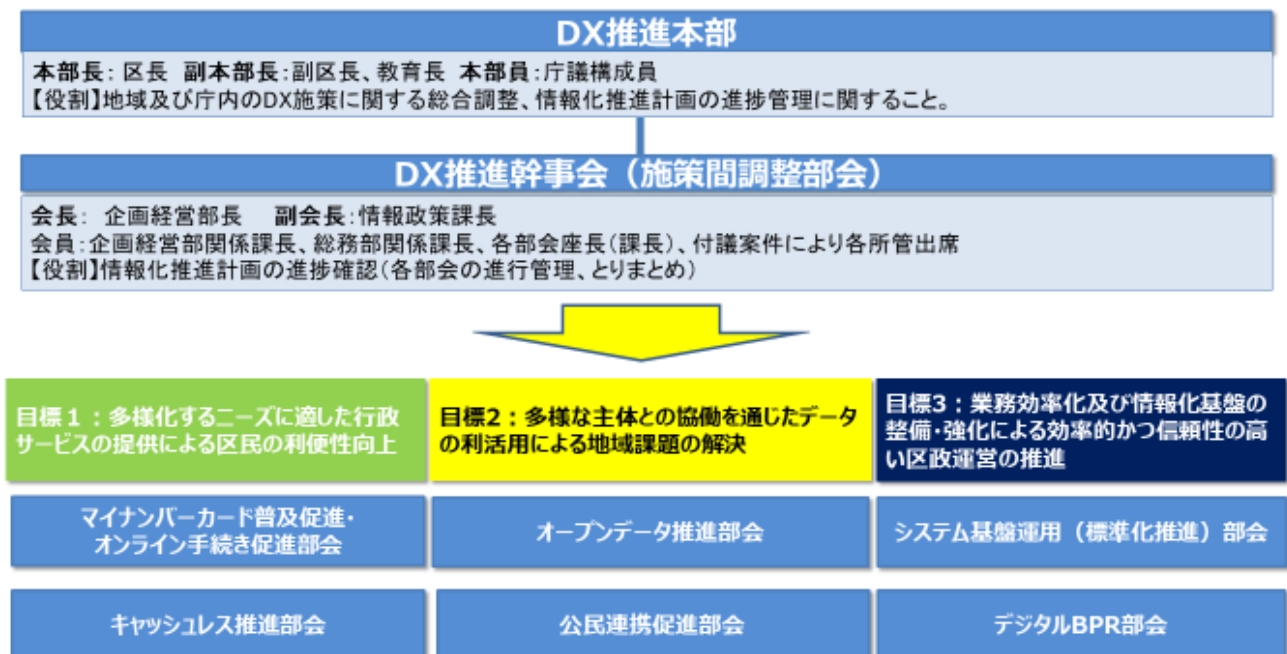 DX推進本部
本部長：区長 副本部長：副区長、教育長 本部員：庁議構成員
【役割】地域及び庁内のDX施策に関する総合調整、情報化推進計画の進捗管理に関すること。
DX推進幹事会（施策間調整部会）
会長： 企画経営部長 副会長：情報政策課長
会員：企画経営部関係課長、総務部関係課長、各部会座長（課長）、付議案件により各所管出席
【役割】情報化推進計画の進捗確認（各部会の進行管理、とりまとめ）
目標１：多様化するニーズに適した行政
サービスの提供による区民の利便性向上
目標2：多様な主体との協働を通じたデータ
の利活用による地域課題の解決
目標3：業務効率化及び情報化基盤の
整備・強化による効率的かつ信頼性の高
い区政運営の推進
マイナンバーカード普及促進・
オンライン手続き促進部会
オープンデータ推進部会
システム基盤運用（標準化推進）部会
キャッシュレス推進部会
公民連携促進部会
デジタルBPR部会